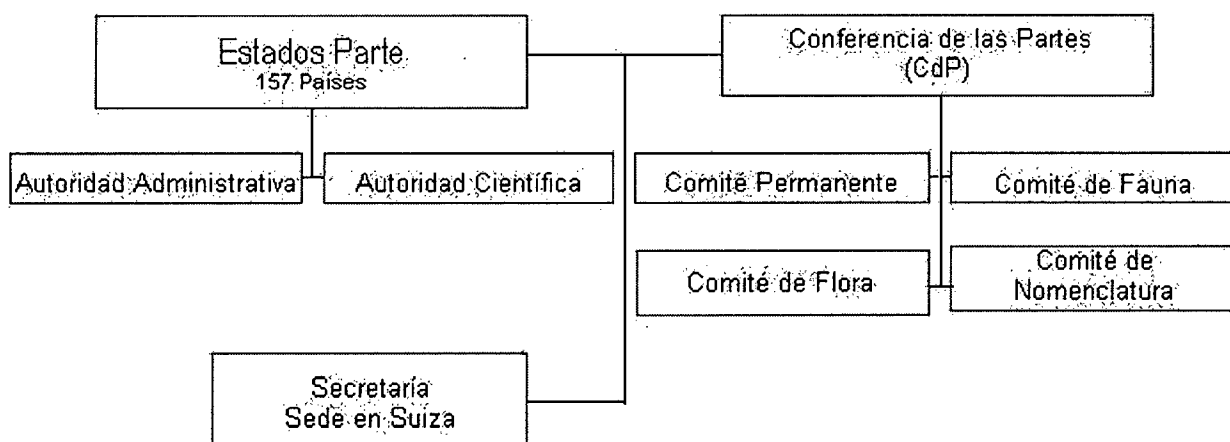 Estados Parte
157 Países
Conferencia de las Partes
(CdP)
Autoridad Administrativa
Autoridad Científica
Comité Permanente
Comité de Fauna
Comité de Flora
Comité de
Nomenclatura
Secretaría
Sede en Suiza